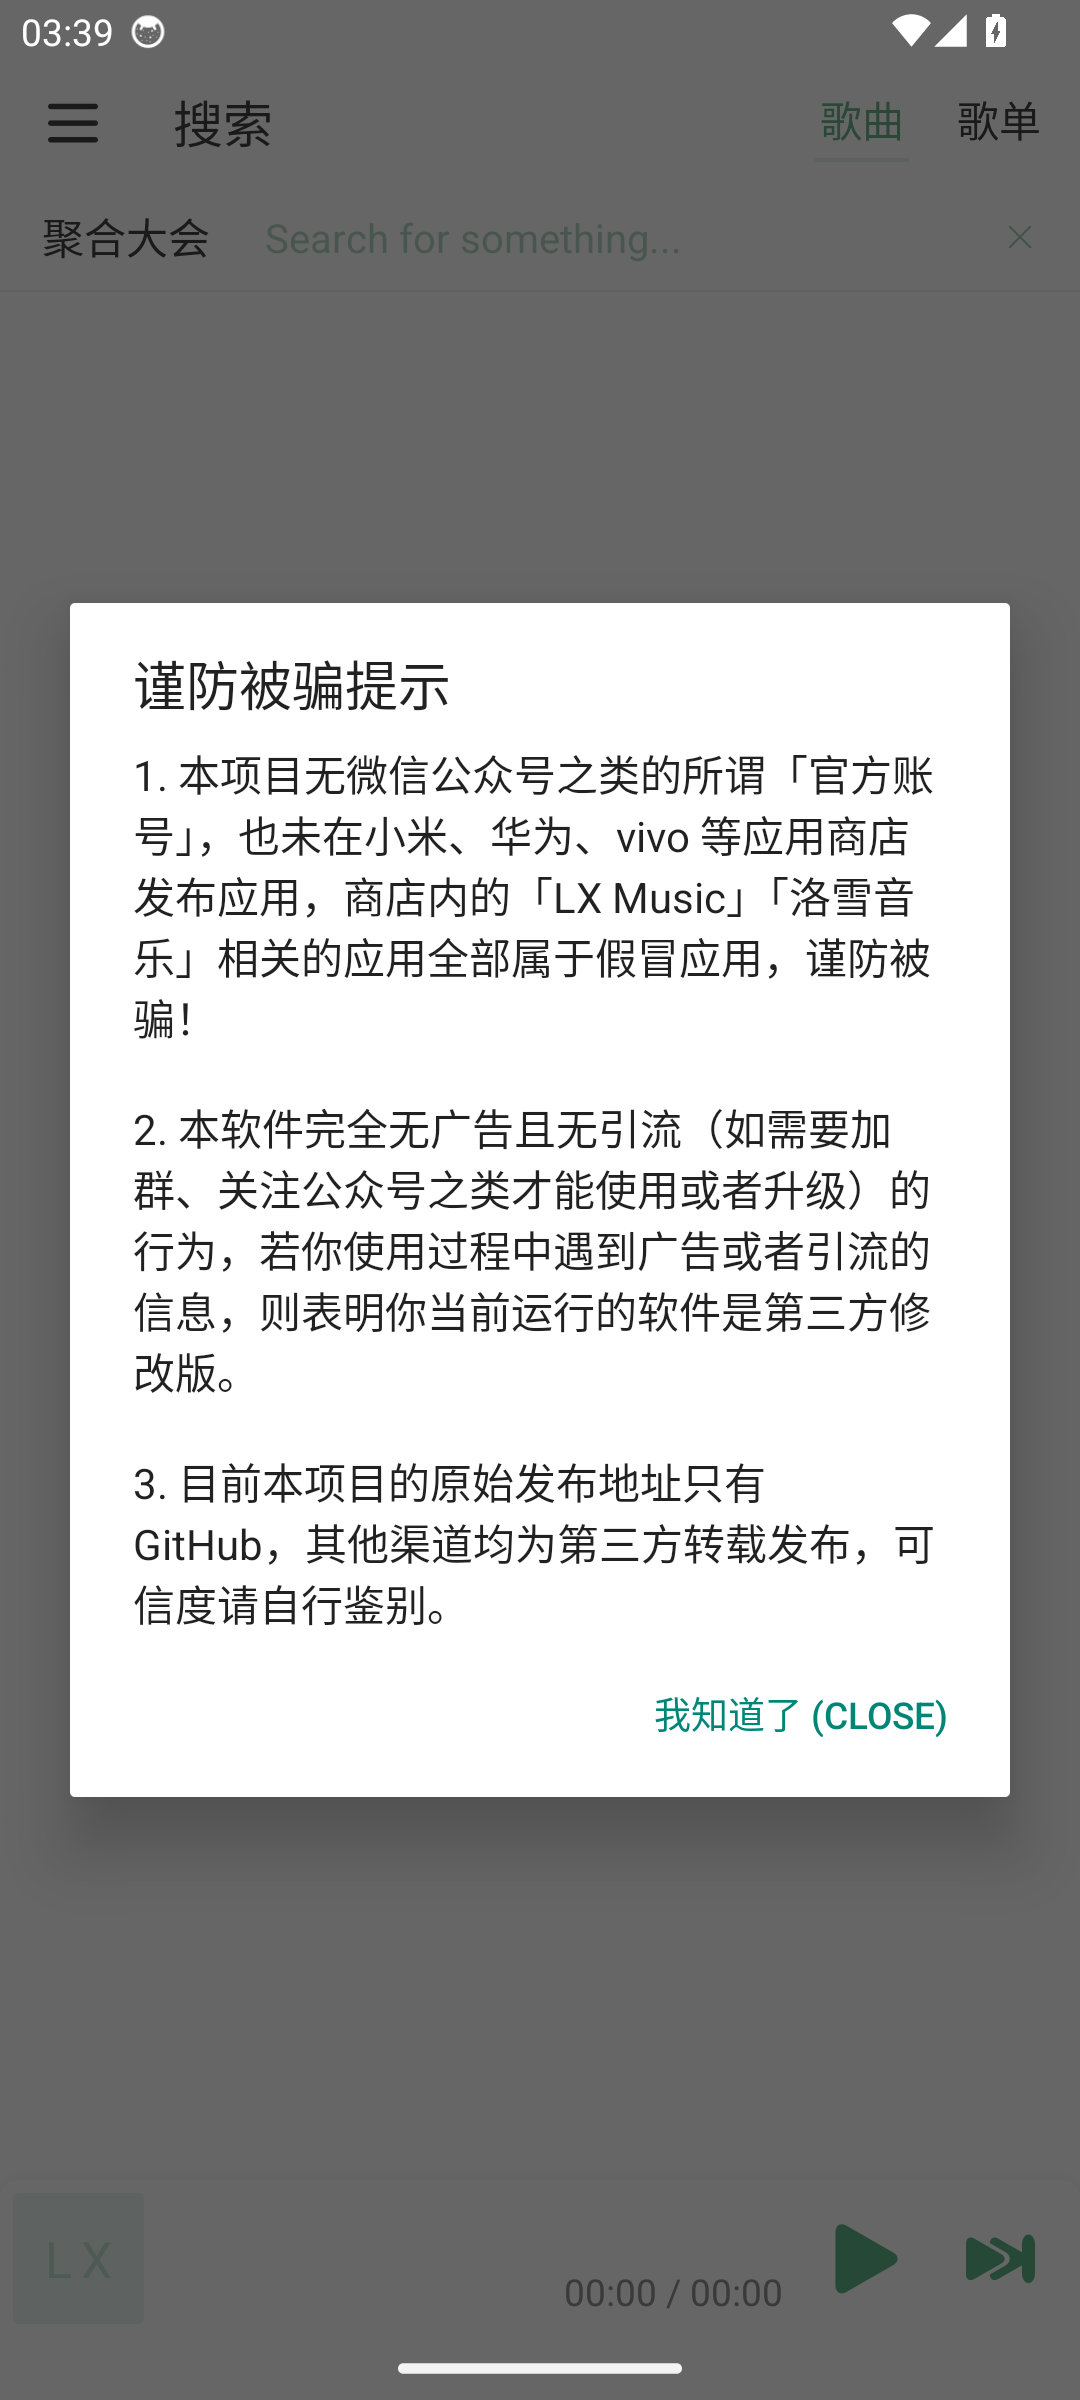 03:39
搜索
歌曲
歌单
聚合大会
Search for something...
谨防被骗提示
1. 本项目无微信公众号之类的所谓「官方账
号」，也未在小米、华为、vivo 等应用商店
发布应用，商店内的「LX Music」「洛雪音
乐」相关的应用全部属于假冒应用，谨防被
骗！
2. 本软件完全无广告且无引流（如需要加
群、关注公众号之类才能使用或者升级）的
行为，若你使用过程中遇到广告或者引流的
信息，则表明你当前运行的软件是第三方修
改版。
3. 目前本项目的原始发布地址只有
GitHub，其他渠道均为第三方转载发布，可
信度请自行鉴别。
我知道了 (CLOSE)
LX
00:00 / 00:00